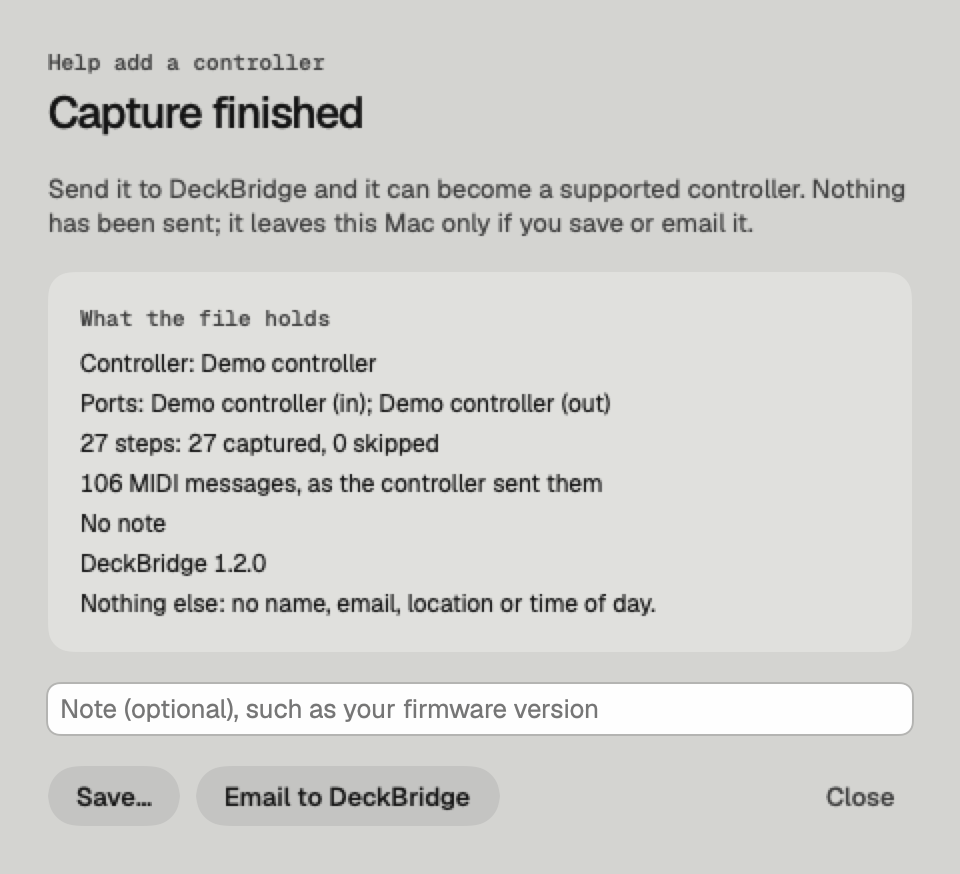 Help add a controller
Capture finished
Send it to DeckBridge and it can become a supported controller. Nothing
has been sent; it leaves this Mac only if you save or email it.
What the file holds
Controller: Demo controller
Ports: Demo controller (in); Demo controller (out)
27 steps: 27 captured, 0 skipped
106 MIDI messages, as the controller sent them
No note
DeckBridge 1.2.0
Nothing else: no name, email, location or time of day.
Note (optional), such as your firmware version
Save...
Email to DeckBridge
Close